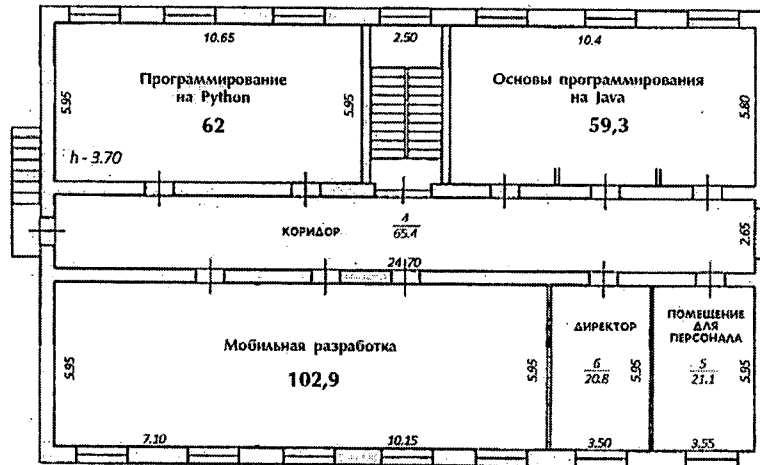 10.65
2.50
10.4
Программирование
на Python
62
5.95
5.95
h - 3.70
Основы программирования
на Java
59,3
5.80
КОРИДОР
4
65.4
24.70
2.65
Мобильная разработка
102,9
5.95
5.95
7.10
10.15
ДИРЕКТОР
6
20.8
5.95
3.50
ПОМЕЩЕНИЕ
ДЛЯ
ПЕРСОНАЛА
5
21.1
5.95
3.55